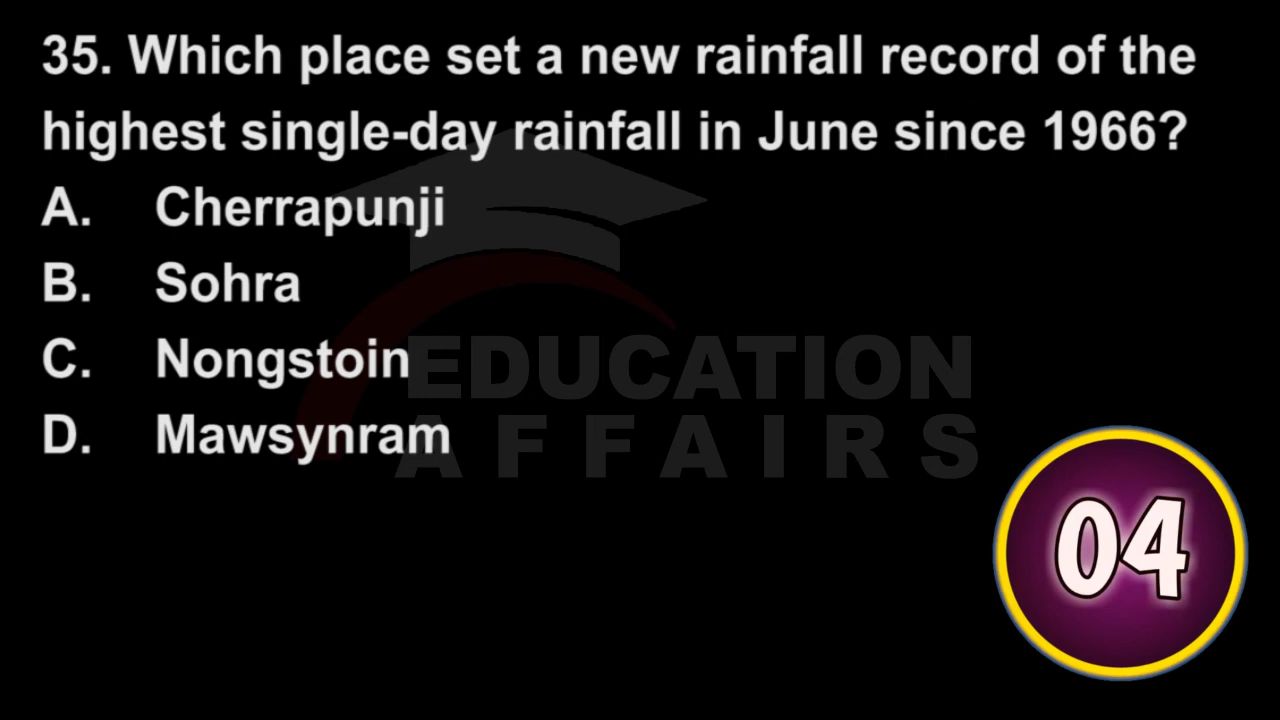 35. Which place set a new rainfall record of the
highest single-day rainfall in June since 1966?
A. Cherrapunji
B. Sohra
C. Nongstoin
D. Mawsynram
EDUCATION
AFFAIRS
04